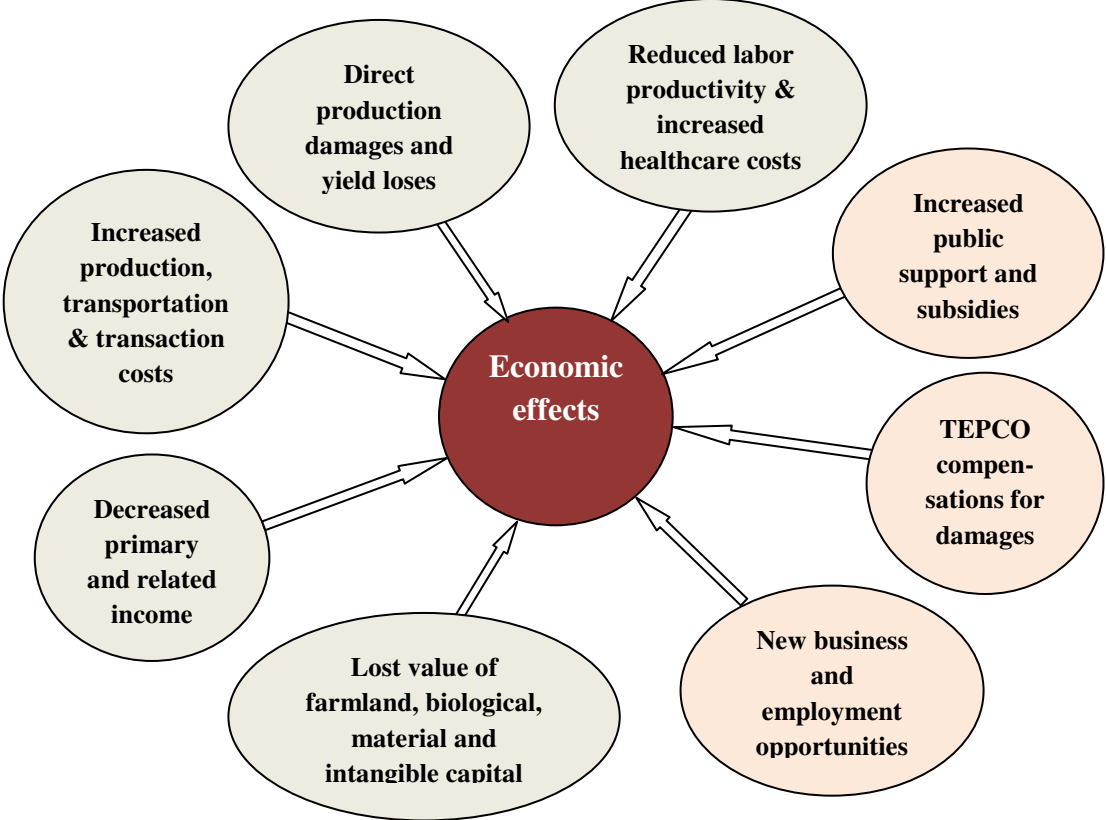 Direct
production
damages and
yield loses
Reduced labor
productivity &
increased
healthcare costs
Increased
public
support and
subsidies
Increased
production,
transportation
& transaction
costs
Economic
effects
TEPCO
compen-
sations for
damages
Decreased
primary
and related
income
New business
and
employment
opportunities
Lost value of
farmland, biological,
material and
intangible capital